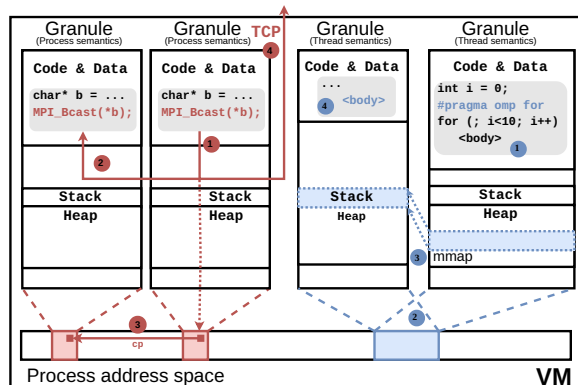 Granule
(Process semantics)
Code & Data
char* b = ...
MPI_Bcast(*b);
2
Stack
Heap
Granule
(Process semantics)
TCP
4
Code & Data
char* b = ...
MPI_Bcast(*b);
1
Stack
Heap
Granule
(Thread semantics)
Code & Data
...
4 <body>
Stack
Heap
Granule
(Thread semantics)
Code & Data
int i = 0;
#pragma omp for
for (; i<10; i++)
<body>
1
Stack
Heap
3
mmap
2
3
cp
Process address space
VM